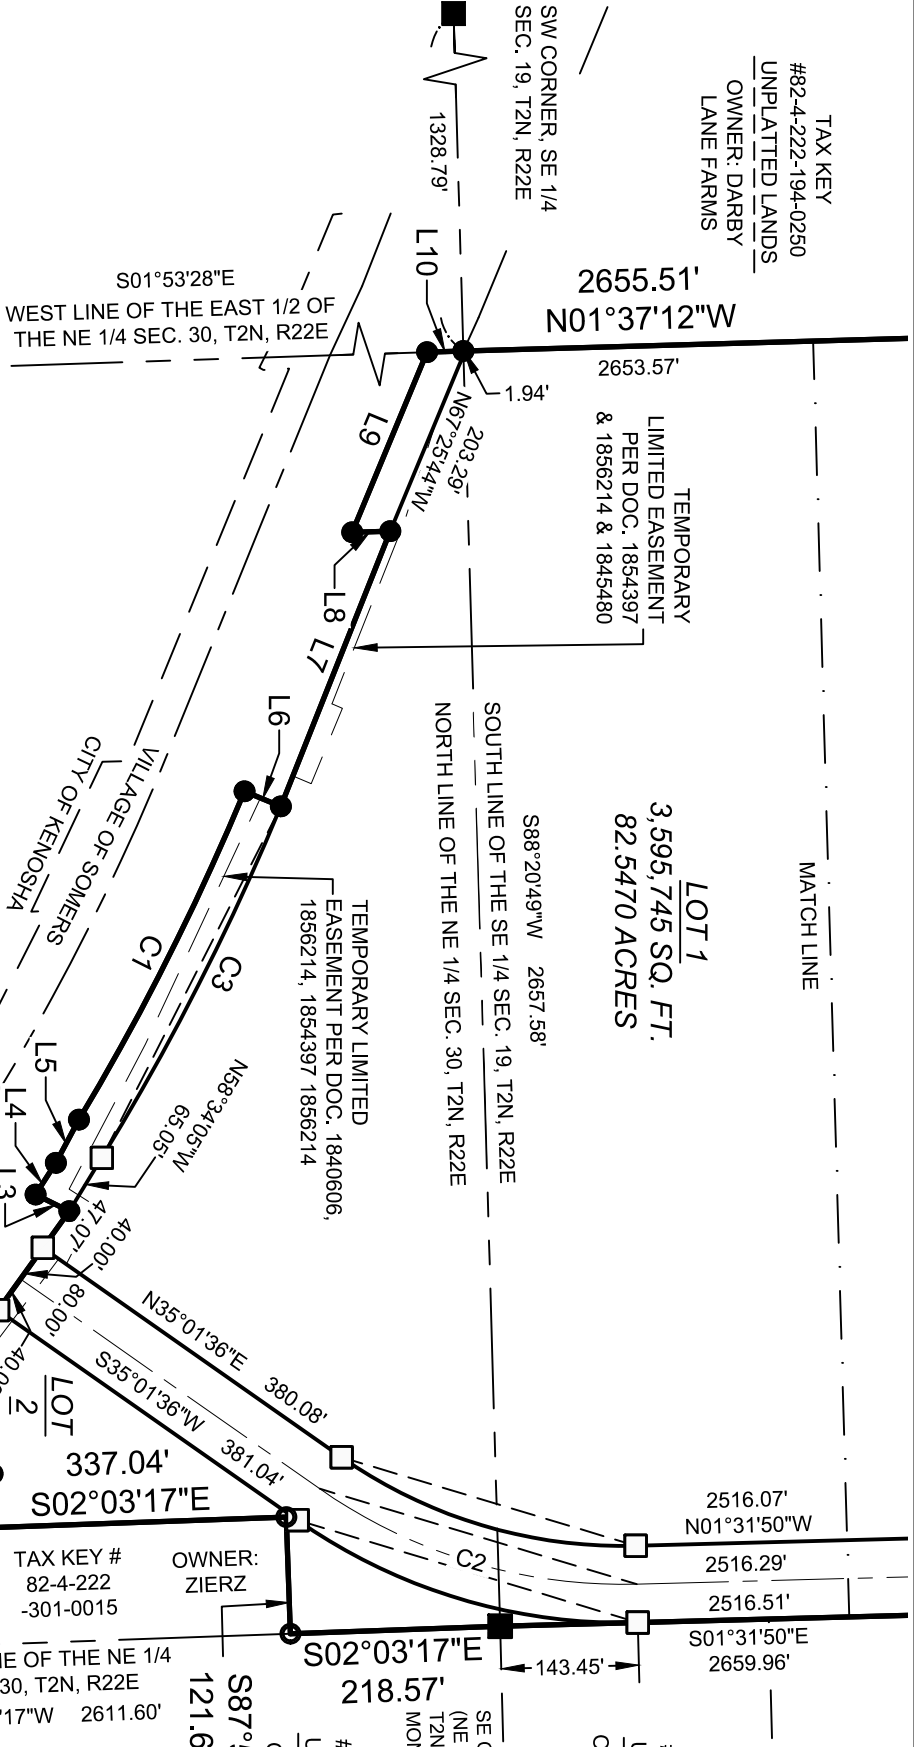 TAX KEY
#82-4-222-194-0250
UNPLATTED LANDS
OWNER: DARBY
LANE FARMS
SW CORNER, SE 1/4
SEC. 19, T2N, R22E
1328.79'
L10
S01°53'28"E
WEST LINE OF THE EAST 1/2 OF
THE NE 1/4 SEC. 30, T2N, R22E
2655.51'
N01°37'12"W
2653.57'
1.94'
203.29'
N67°25'44"W
L9
L8
L7
L6
TEMPORARY
LIMITED EASEMENT
PER DOC. 1854397
& 1856214 & 1845480
LOT 1
3,595,745 SQ. FT.
82.5470 ACRES
MATCH LINE
S88°20'49"W 2657.58'
SOUTH LINE OF THE SE 1/4 SEC. 19, T2N, R22E
NORTH LINE OF THE NE 1/4 SEC. 30, T2N, R22E
VILLAGE OF SOMERS
CITY OF KENOSHA
TEMPORARY LIMITED
EASEMENT PER DOC. 1840606,
1856214, 1854397 1856214
C1
C3
L5
L4
L3
N58°34'05"W
65.05'
47.07'
40.00'
80.00'
N35°01'36"E 380.08'
S35°01'36"W 381.04'
LOT
2
337.04'
S02°03'17"E
TAX KEY #
82-4-222
-301-0015
OWNER:
ZIERZ
C2
2516.07'
N01°31'50"W
2516.29'
2516.51'
S01°31'50"E
2659.96'
143.45'
S02°03'17"E
218.57'
OF THE NE 1/4
30, T2N, R22E
'17"W 2611.60'
121.6